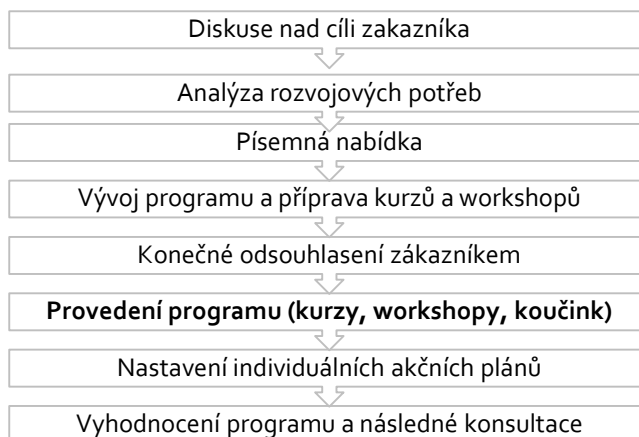 Diskuse nad cíli zakazníka
Analýza rozvojových potřeb
Písemná nabídka
Vývoj programu a příprava kurzů a workshopů
Konečné odsouhlasení zákazníkem
Provedení programu (kurzy, workshopy, koučink)
Nastavení individuálních akčních plánů
Vyhodnocení programu a následné konsultace